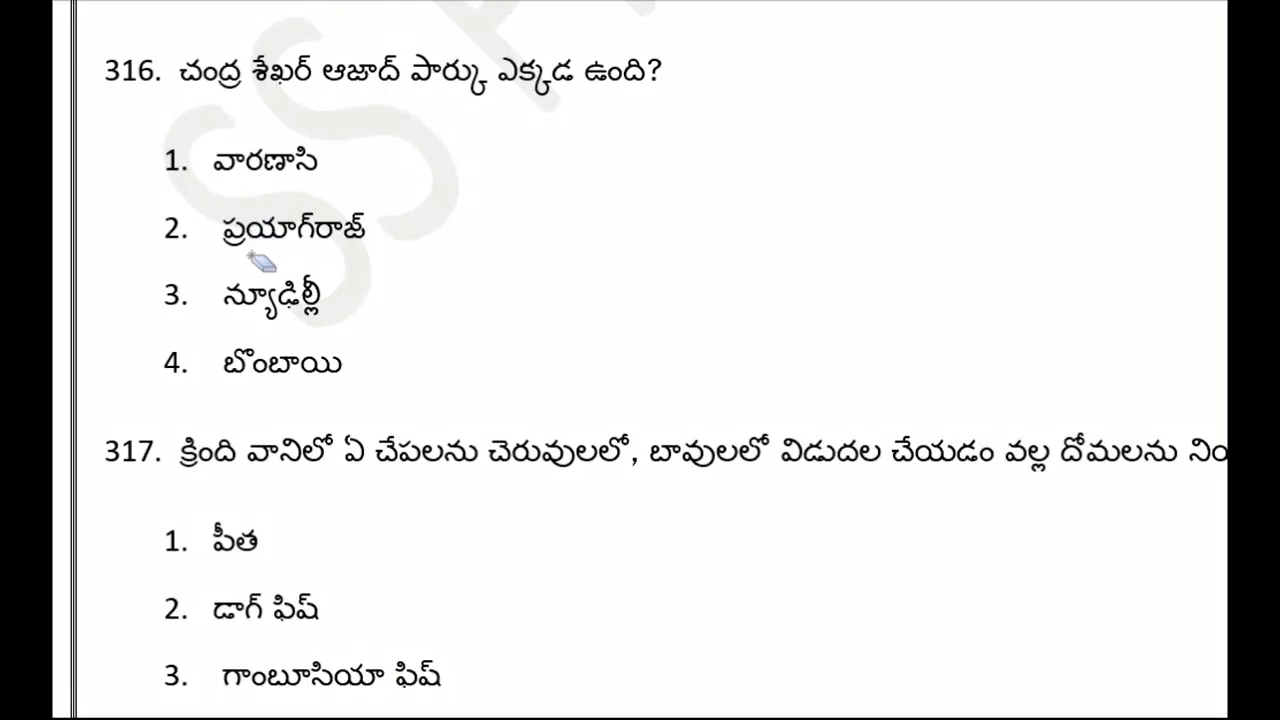 316. చంద్ర శేఖర్ ఆజాద్ పార్కు ఎక్కడ ఉంది?
1. వారణాసి
2. ప్రయాగ్‌రాజ్
3. న్యూఢిల్లీ
4. బొంబాయి
317. క్రింది వానిలో ఏ చేపలను చెరువులలో, బావులలో విడుదల చేయడం వల్ల దోమలను
1. పీత
2. డాగ్ ఫిష్
3. గాంబూసియా ఫిష్